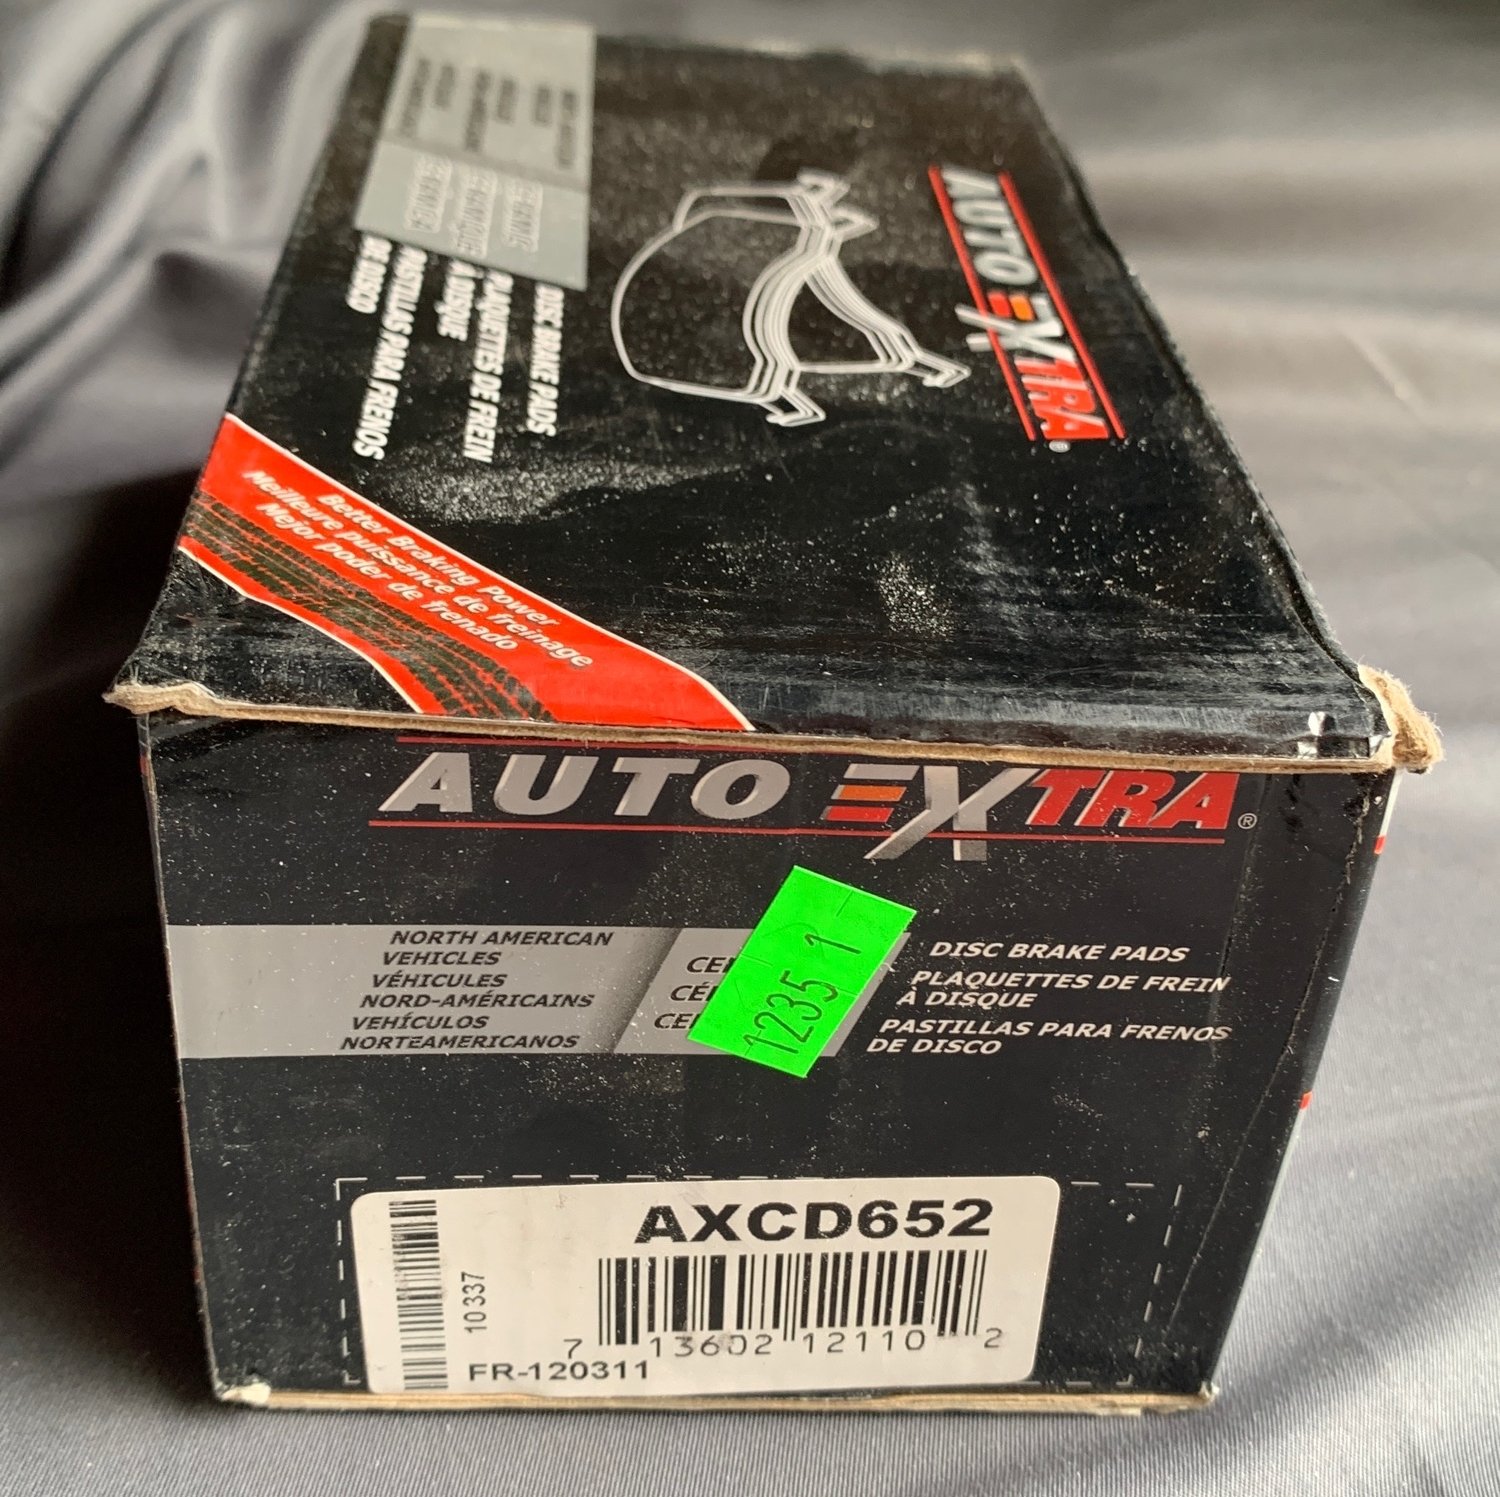 AUTO EXTRA®
CERAMIC
CÉRAMIQUE
CERÁMICA
DISC BRAKE PADS
PLAQUETTES DE FREIN
À DISQUE
PASTILLAS PARA FRENOS
DE DISCO
Better Braking Power
Meilleure puissance de freinage
Mejor poder de frenado
AUTO EXTRA®
NORTH AMERICAN
VEHICLES
VÉHICULES
NORD-AMÉRICAINS
VEHÍCULOS
NORTEAMERICANOS
DISC BRAKE PADS
PLAQUETTES DE FREIN
À DISQUE
PASTILLAS PARA FRENOS
DE DISCO
1235 1
AXCD652
10337
7 13602 12110 2
FR-120311